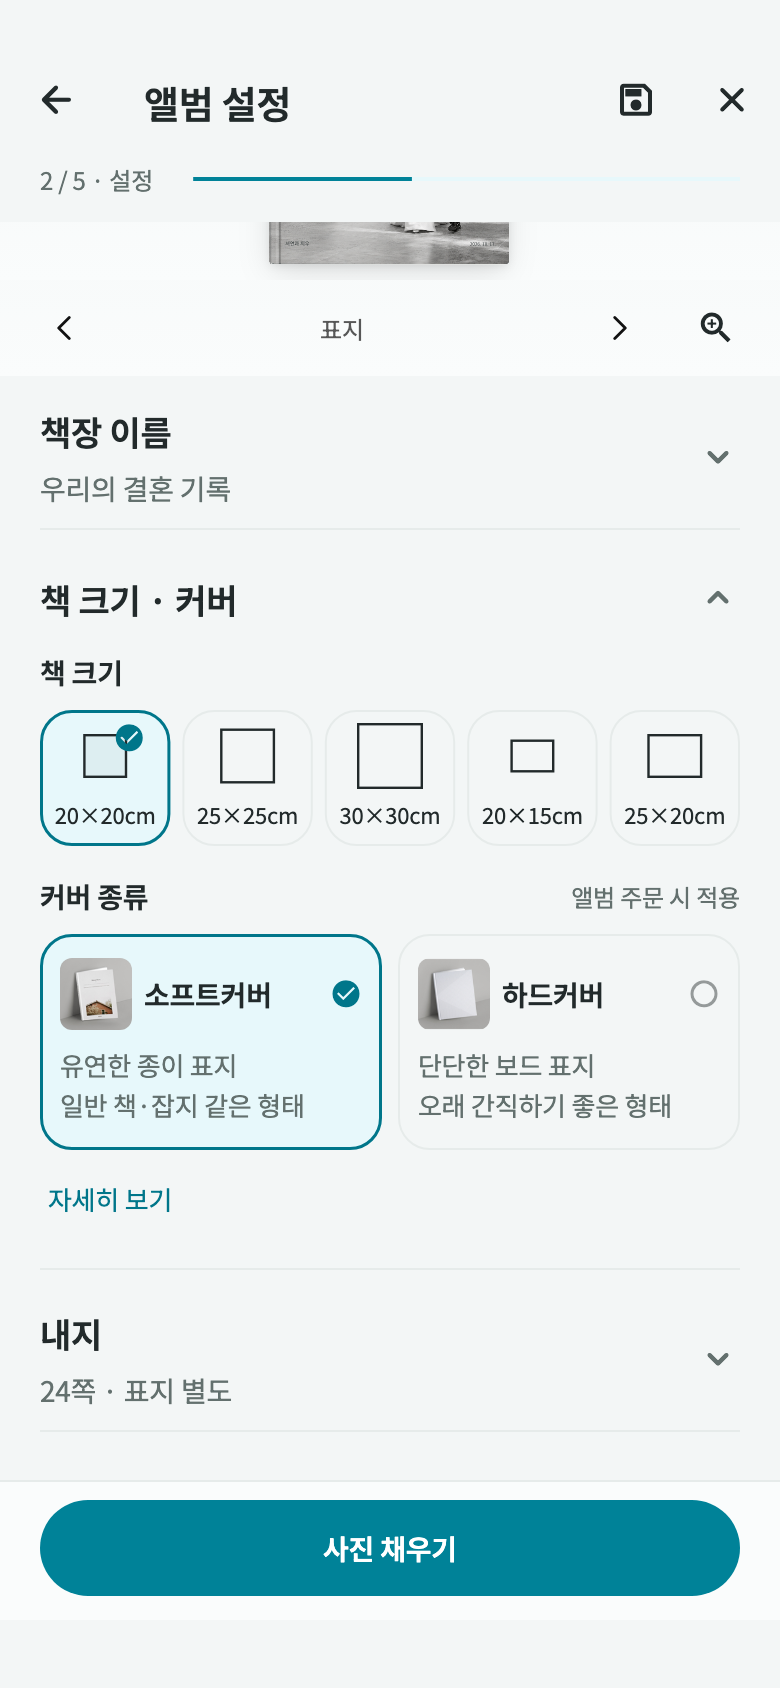 앨범 설정
2 / 5 · 설정
표지
책장 이름
우리의 결혼 기록
책 크기 · 커버
책 크기
20×20cm
25×25cm
30×30cm
20×15cm
25×20cm
커버 종류
앨범 주문 시 적용
소프트커버
유연한 종이 표지
일반 책·잡지 같은 형태
하드커버
단단한 보드 표지
오래 간직하기 좋은 형태
자세히 보기
내지
24쪽 · 표지 별도
사진 채우기